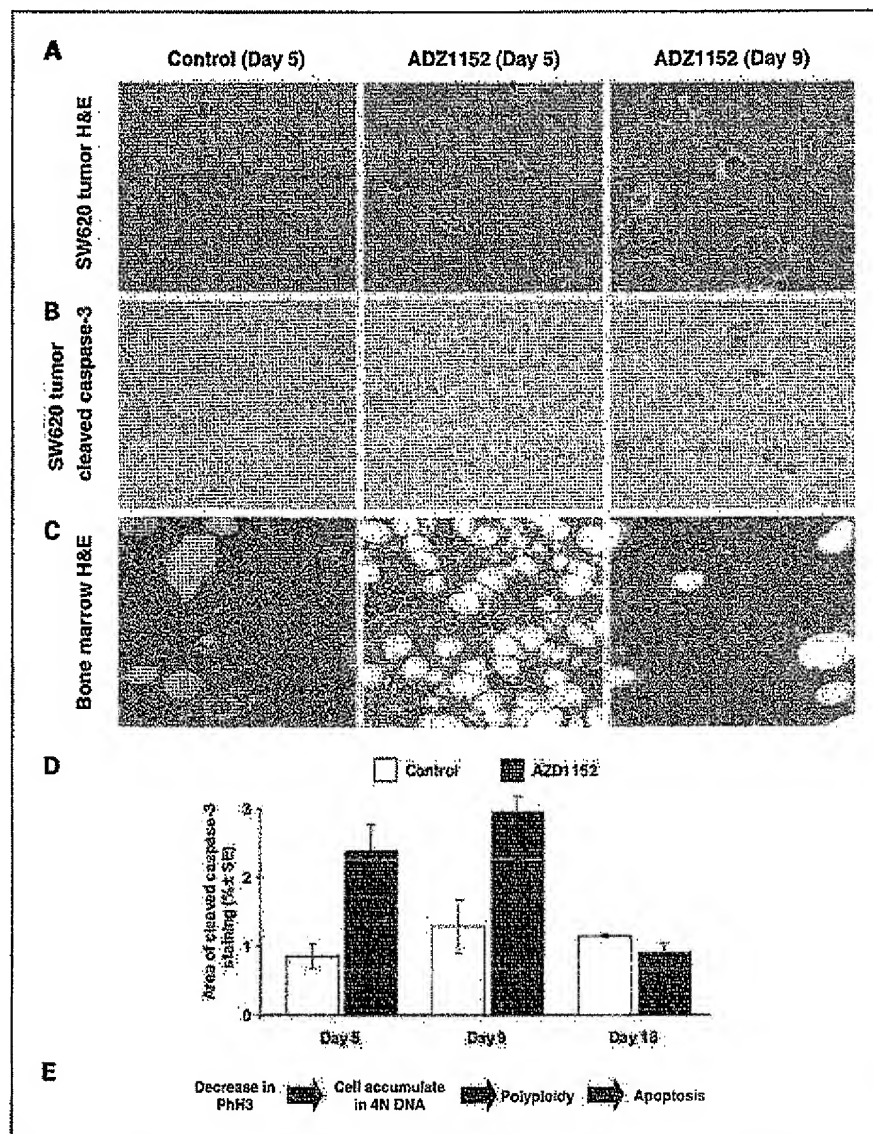 A
Control (Day 5)
ADZ1152 (Day 5)
ADZ1152 (Day 9)
SW620 tumor H&E
B
SW620 tumor
cleaved caspase-3
C
Bone marrow H&E
D
Control
AZD1152
Area of cleaved caspase-3
staining (% ± SE)
3
2
1
0
Day 5
Day 9
E
Decrease in
PhH3
Cell accumulate
in 4N DNA
Polyploidy
Apoptosis